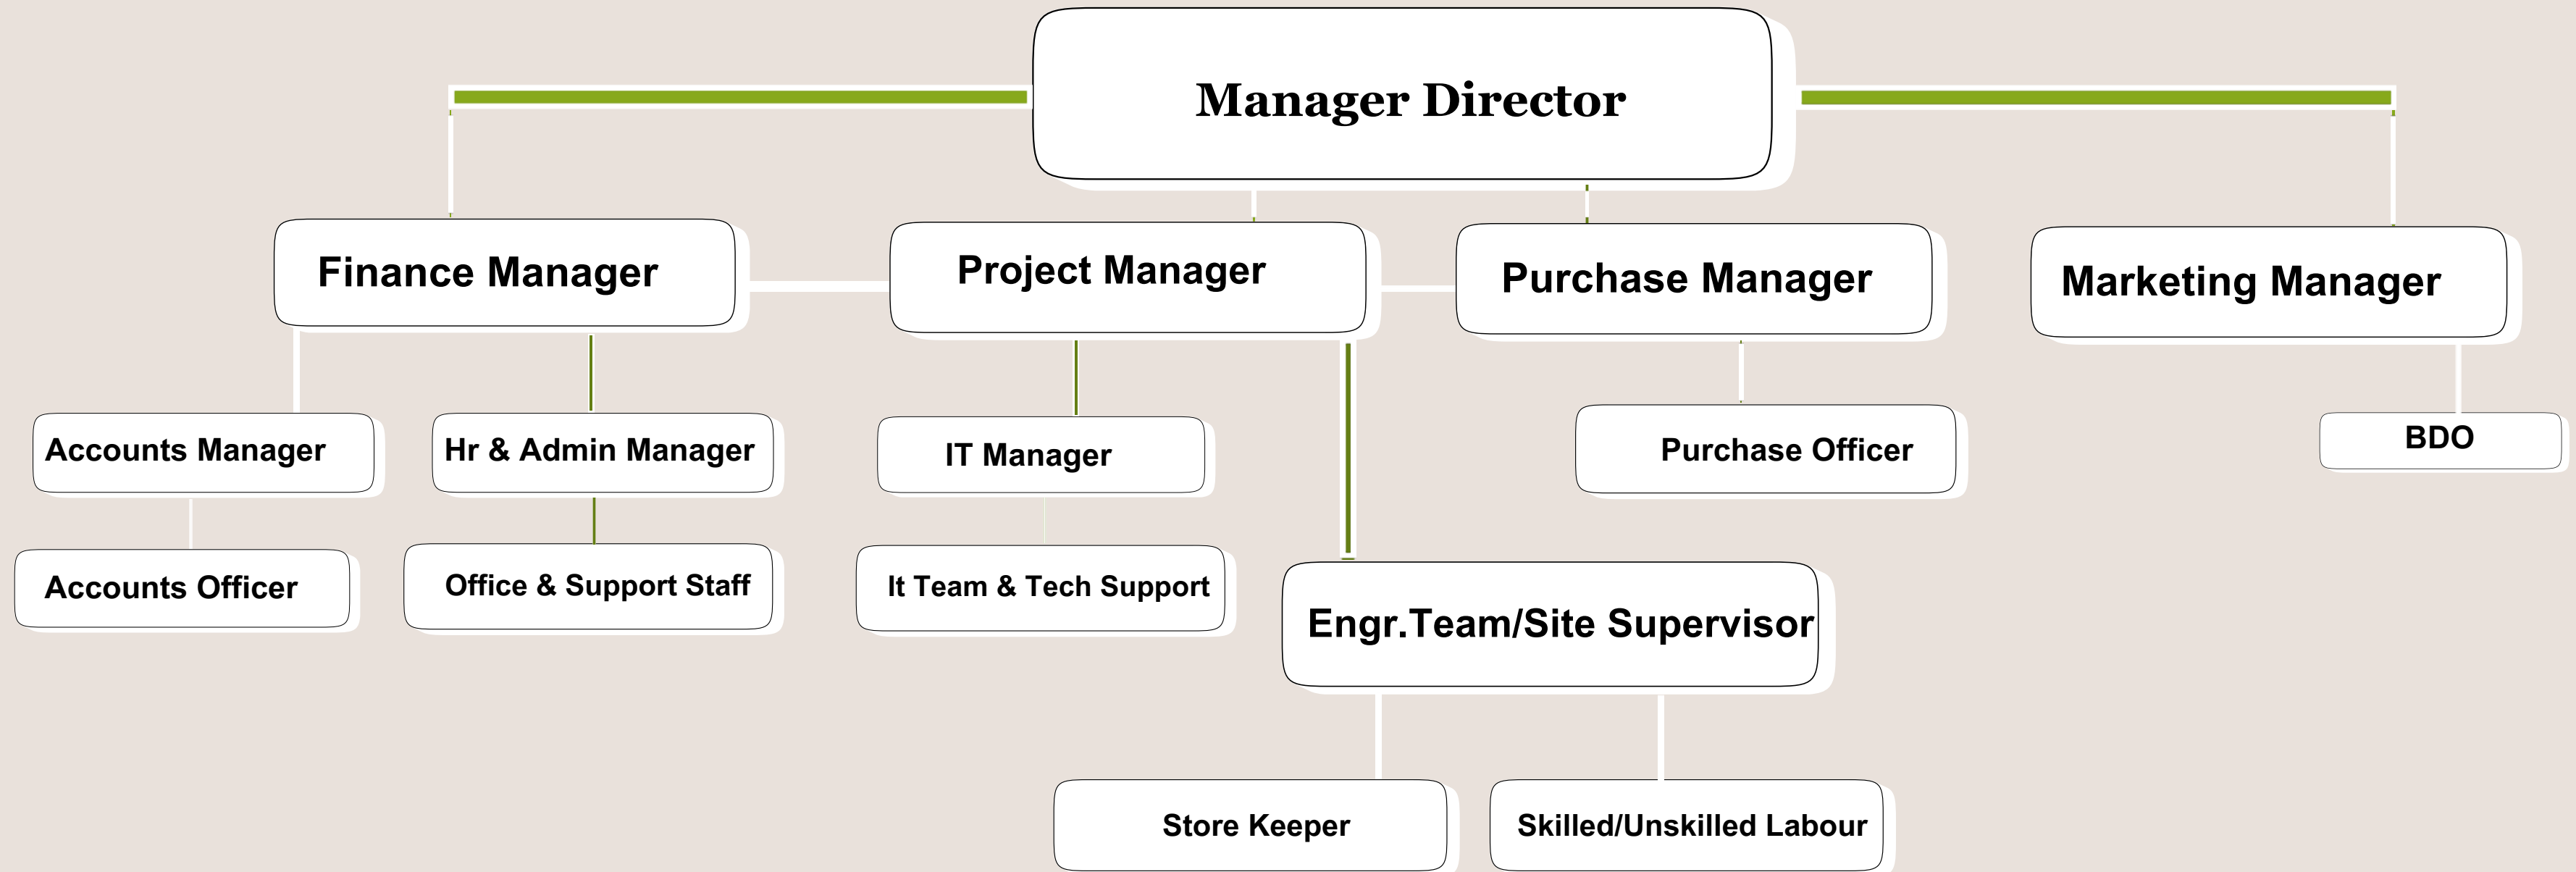 Manager Director
Finance Manager
Project Manager
Purchase Manager
Marketing Manager
Accounts Manager
Hr & Admin Manager
IT Manager
Purchase Officer
BDO
Accounts Officer
Office & Support Staff
It Team & Tech Support
Engr.Team/Site Supervisor
Store Keeper
Skilled/Unskilled Labour